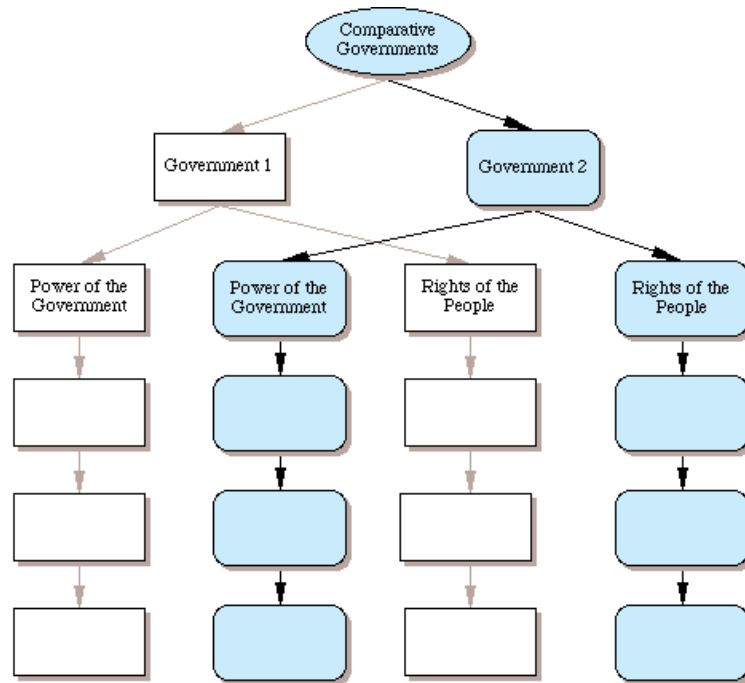 Comparative
Governments
Government 1
Government 2
Power of the
Government
Power of the
Government
Rights of the
People
Rights of the
People